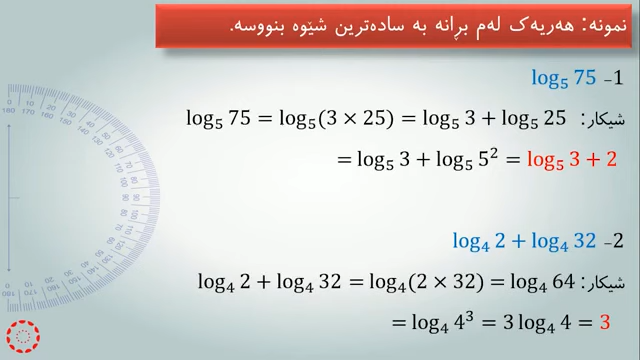 نمونە: هەریەک لەم بڕانە بە سادەترین شێوە بنووسە.
1- log₅ 75
شیکار: log₅ 75 = log₅(3 × 25) = log₅ 3 + log₅ 25
= log₅ 3 + log₅ 5² = log₅ 3 + 2
2- log₄ 2 + log₄ 32
شیکار: log₄ 2 + log₄ 32 = log₄(2 × 32) = log₄ 64
= log₄ 4³ = 3 log₄ 4 = 3